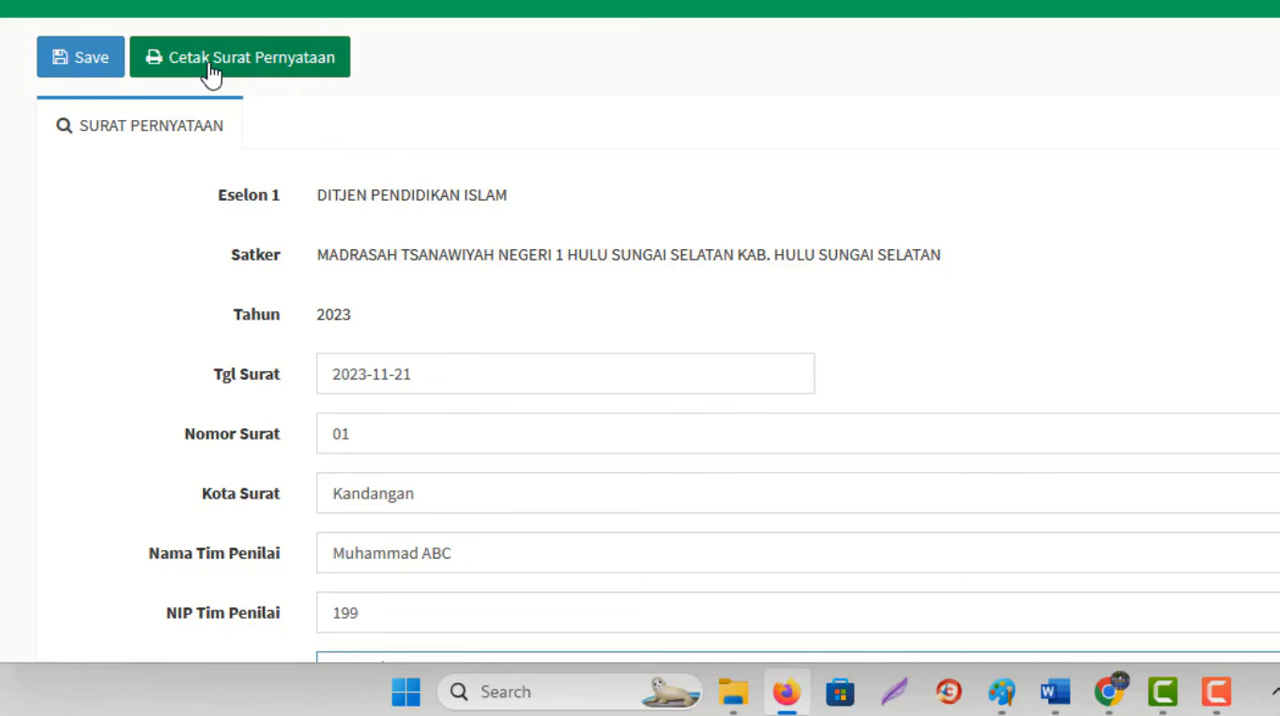 Save
Cetak Surat Pernyataan
SURAT PERNYATAAN
Eselon 1 DITJEN PENDIDIKAN ISLAM
Satker MADRASAH TSANAWIYAH NEGERI 1 HULU SUNGAI SELATAN KAB. HULU SUNGAI SELATAN
Tahun 2023
Tgl Surat 2023-11-21
Nomor Surat 01
Kota Surat Kandangan
Nama Tim Penilai Muhammad ABC
NIP Tim Penilai 199
Search